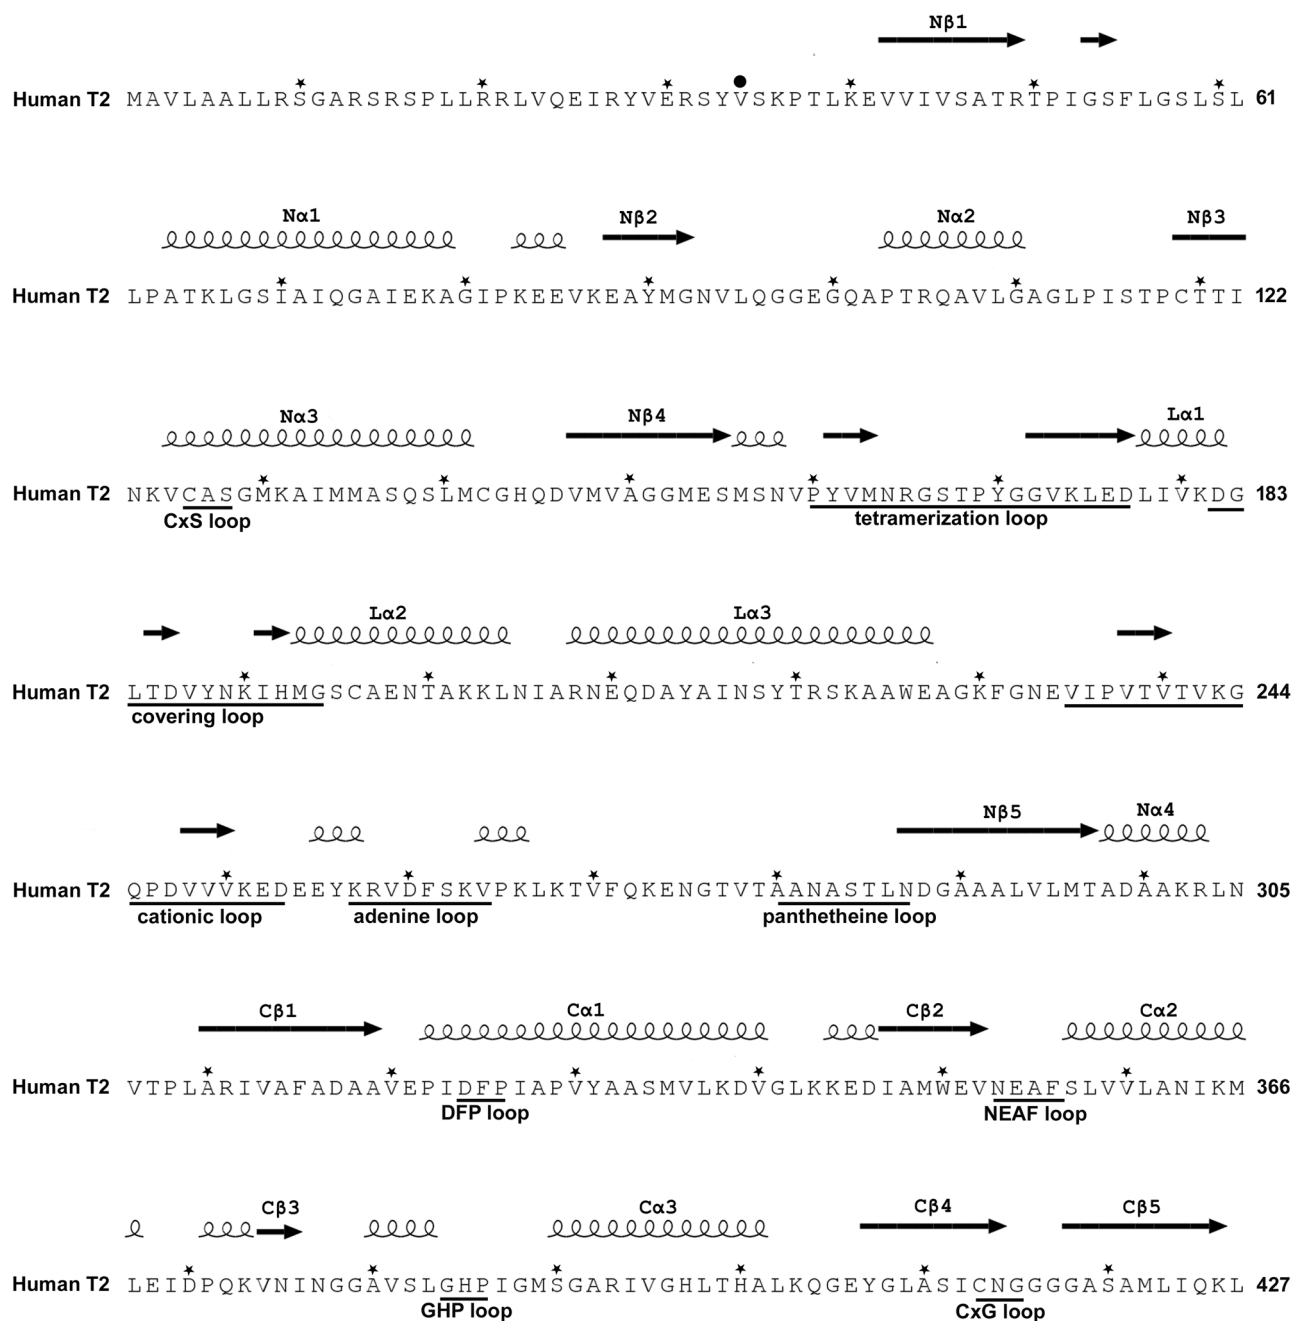 Nβ1
Human T2 MAVLAALLRSGARSRSPLLRRLVQEIRYVERSYVSKPTLKEVVIVSATRTPIGSFLGSLSL 61
Nα1 Nβ2 Nα2 Nβ3
Human T2 LPATKLGSIAIQGAIEKAGIPKEEVKEAYMGNVLQGGEGQAPTRQAVLGAGLPISTPCTTI 122
Nα3 Nβ4 Lα1
Human T2 NKVCASGMKAIMMASQSLMCGHQDVMVAGGMESMSNVPYVMNRGSTPYGGVKLEDLIVKDG 183
CxS loop tetramerization loop
Lα2 Lα3
Human T2 LTDVYNKIHMGSCAENTAKKLNIARNEQDAYAINSYTRSKAAWEAGKFGNEVIPVTVTVKG 244
covering loop
Nβ5 Nα4
Human T2 QPDVVVKEDEEYKRVDFSKVPKLKTVFQKENGTVTAANASTLNDGAAALVLMTADAAKRLN 305
cationic loop adenine loop panthetheine loop
Cβ1 Cα1 Cβ2 Cα2
Human T2 VTPLARIVAFADAAVEPIDFPIAPVYAASMVLKDVGLKKEDIAMWEVNEAFSLVVLANIKM 366
DFP loop NEAF loop
Cβ3 Cα3 Cβ4 Cβ5
Human T2 LEIDPQKVNINGGAVSLGHPIGMSGARIVGHLTHALKQGEYGLASICNGGGGASAMLIQKL 427
GHP loop CxG loop